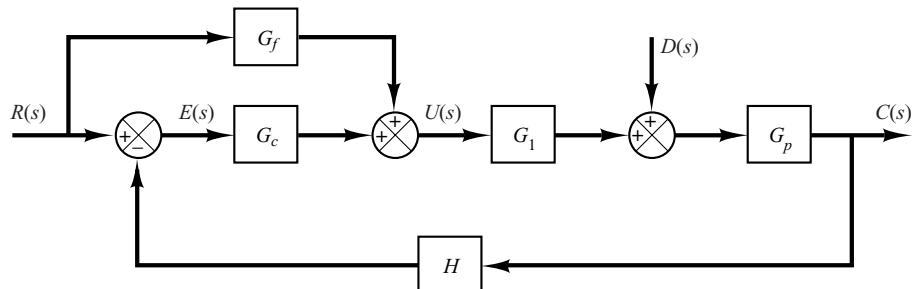 G_f
D(s)
R(s)
E(s)
U(s)
C(s)
+
+
+
+
+
+
−
G_c
G_1
G_p
H